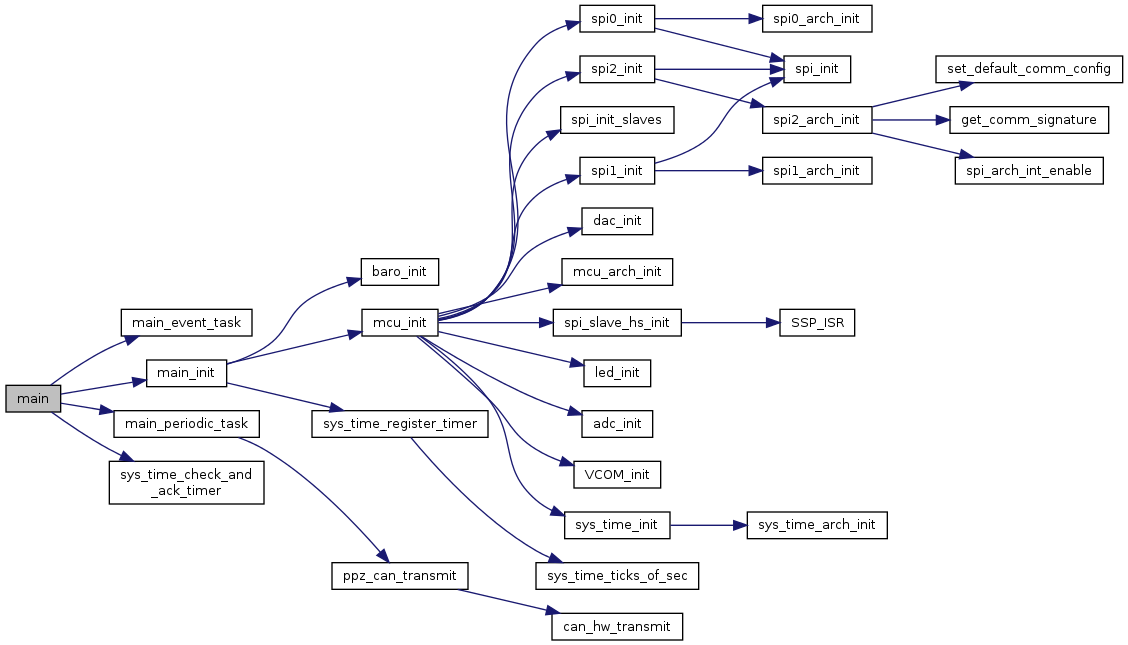 spi0_init
spi0_arch_init
spi2_init
spi_init
set_default_comm_config
spi_init_slaves
spi2_arch_init
get_comm_signature
spi1_init
spi1_arch_init
spi_arch_int_enable
dac_init
baro_init
mcu_arch_init
main_event_task
mcu_init
spi_slave_hs_init
SSP_ISR
main_init
led_init
main
main_periodic_task
sys_time_register_timer
adc_init
sys_time_check_and
_ack_timer
VCOM_init
sys_time_init
sys_time_arch_init
ppz_can_transmit
sys_time_ticks_of_sec
can_hw_transmit